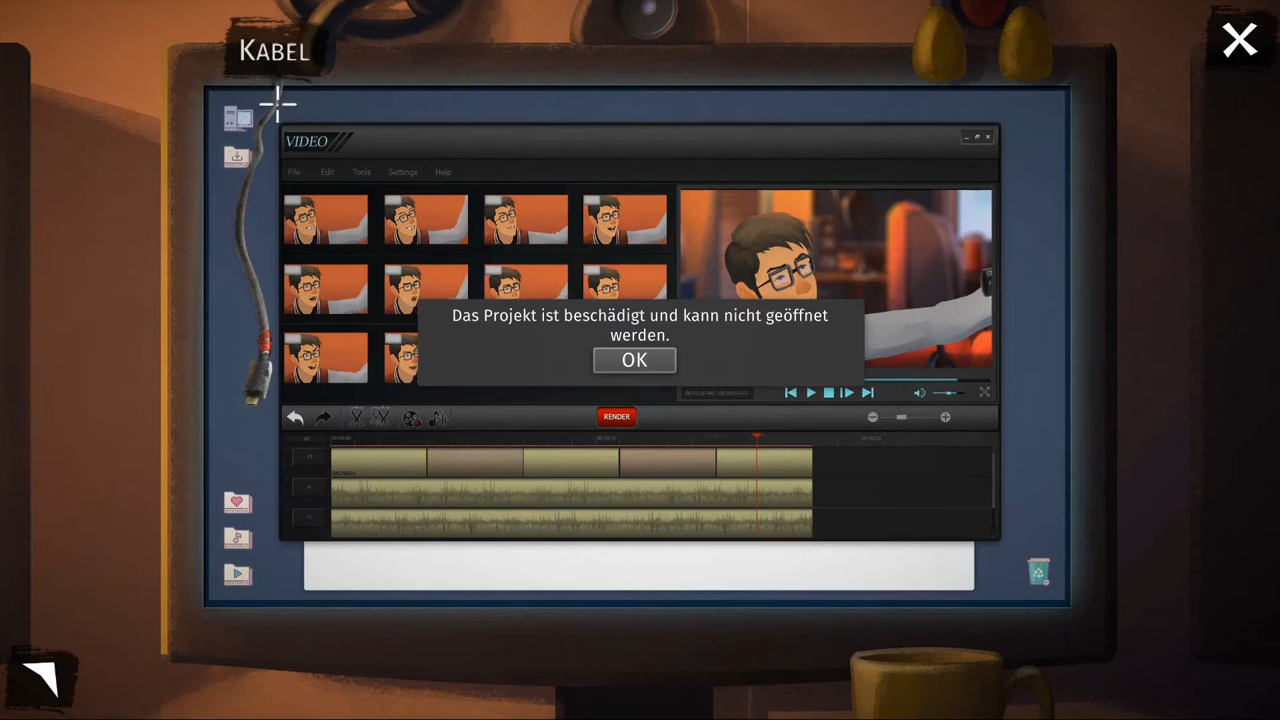 KABEL
VIDEO
File Edit Tools Settings Help
Das Projekt ist beschädigt und kann nicht geöffnet
werden.
OK
RENDER